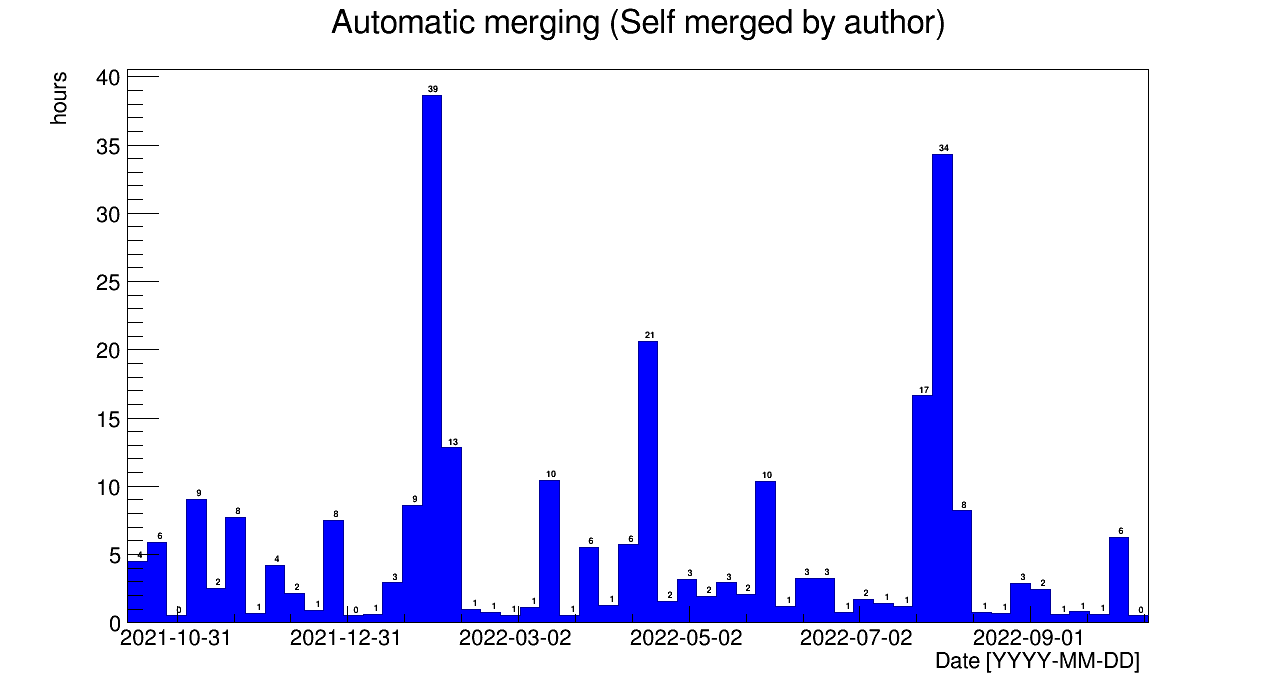 Automatic merging (Self merged by author)
hours
40
35
30
25
20
15
10
5
0
4 6 0 9 2 8 1 4 2 1 8 0 1 3 9 39 13 1 1 1 1 10 1 6 1 6 21 2 3 2 3 2 10 1 3 3 1 2 1 1 17 34 8 1 1 3 2 1 1 1 6 0
2021-10-31 2021-12-31 2022-03-02 2022-05-02 2022-07-02 2022-09-01
Date [YYYY-MM-DD]